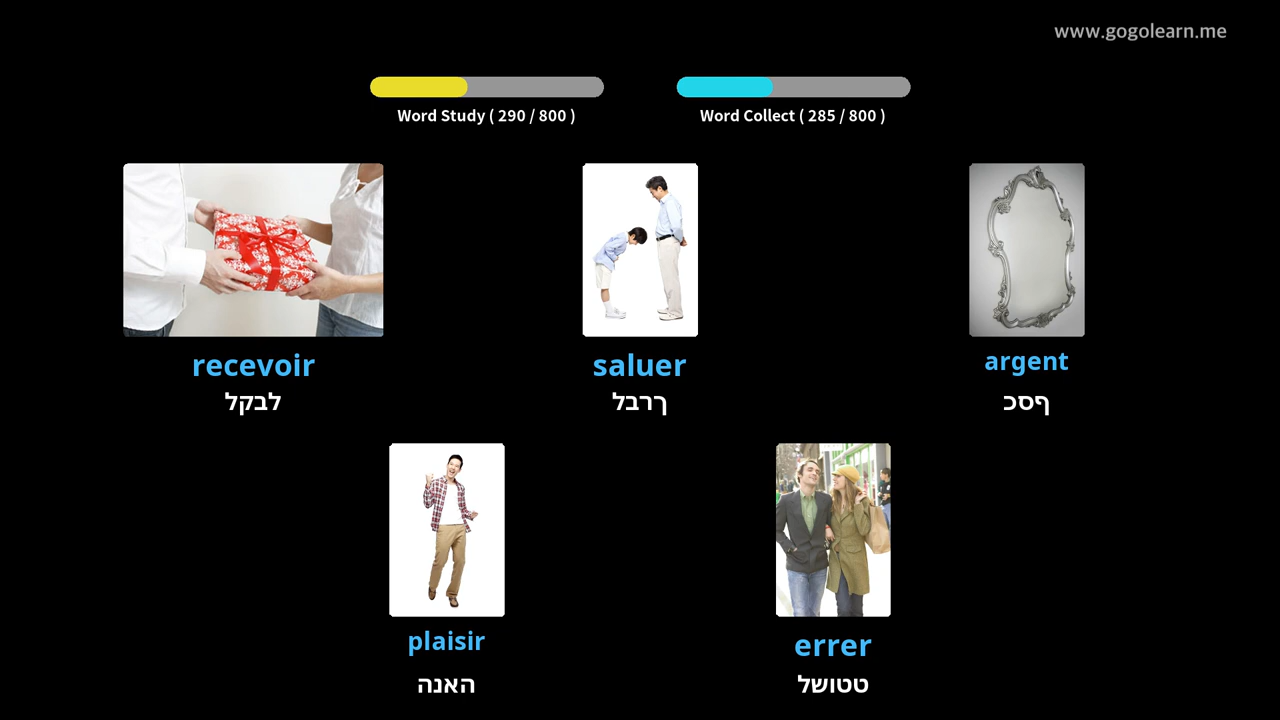 www.gogolearn.me
Word Study ( 290 / 800 )
Word Collect ( 285 / 800 )
recevoir
לבקל
saluer
ךרבל
argent
ףסכ
plaisir
האנה
errer
טטושל